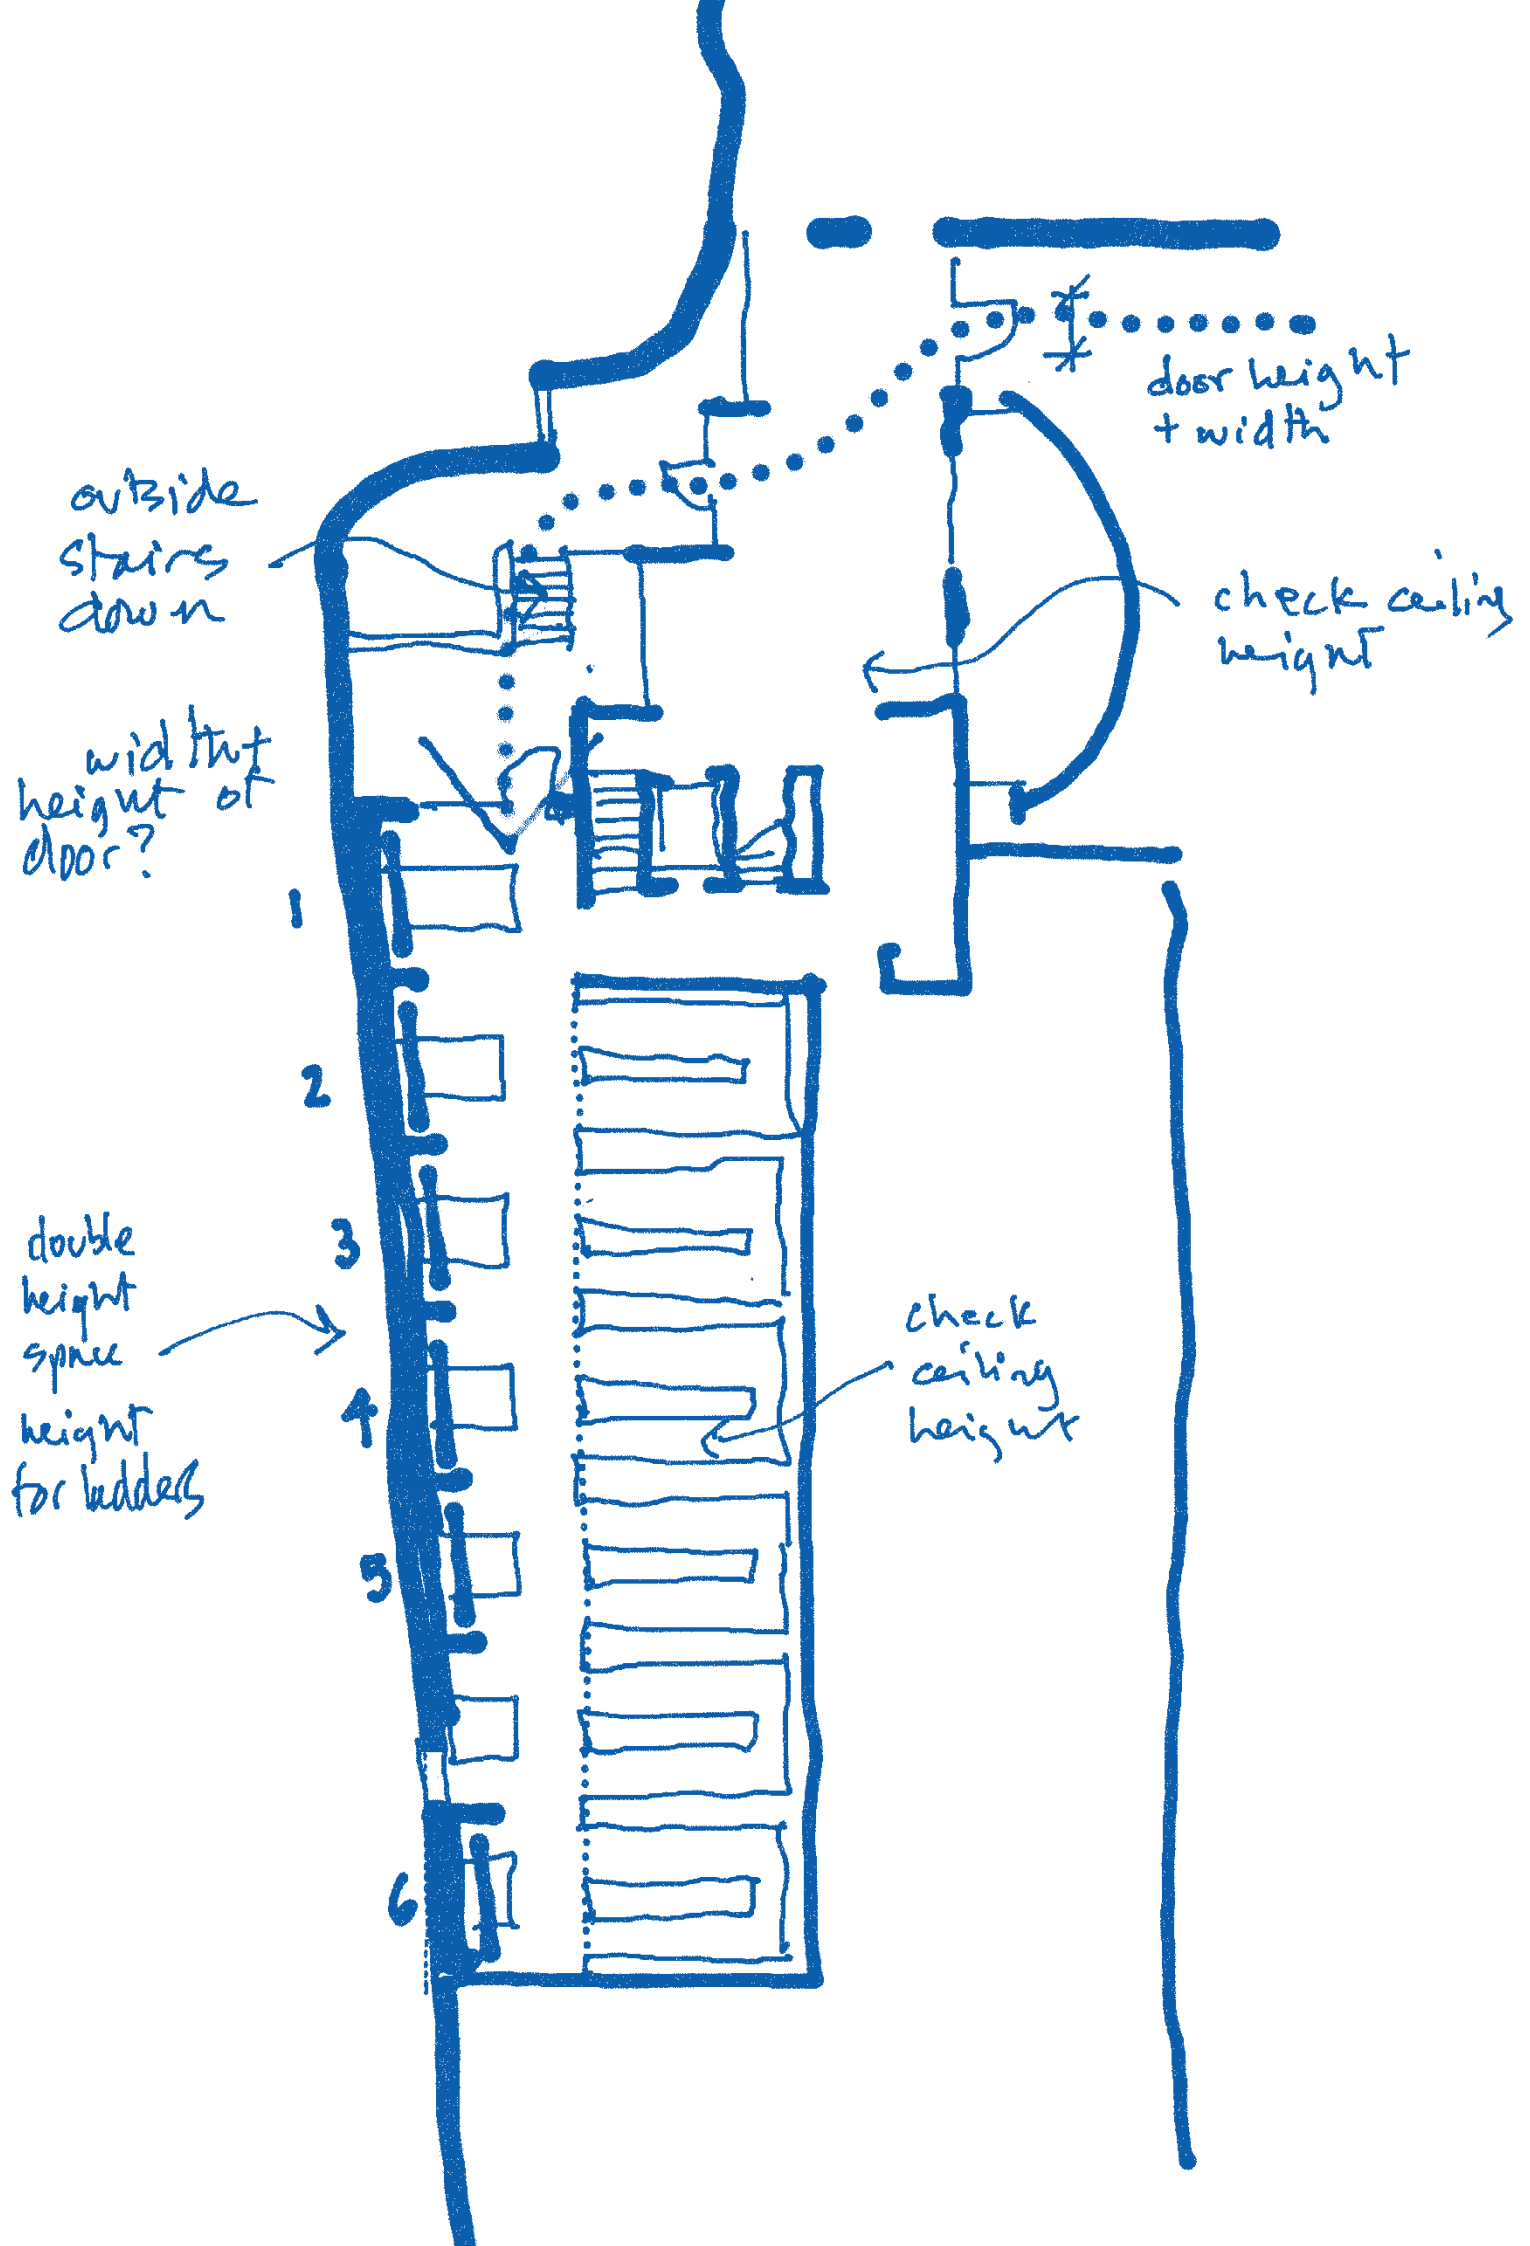 door height
+ width
outside
stairs
down
check ceiling
height
width +
height of
door?
1
2
3
double
height
space
height
for ladders
check
ceiling
height
4
5
6